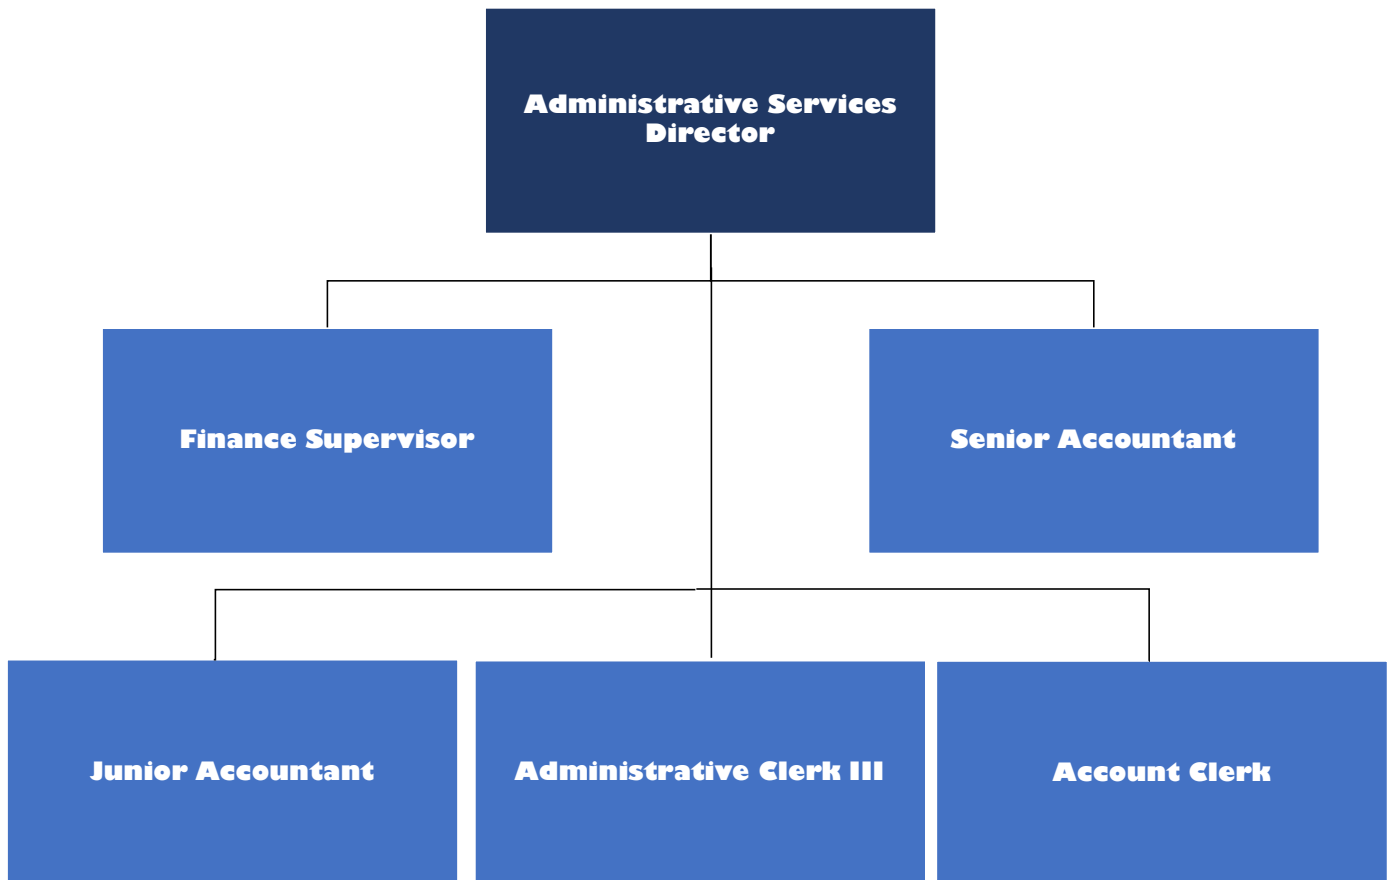 Administrative Services
Director
Finance Supervisor
Senior Accountant
Junior Accountant
Administrative Clerk III
Account Clerk